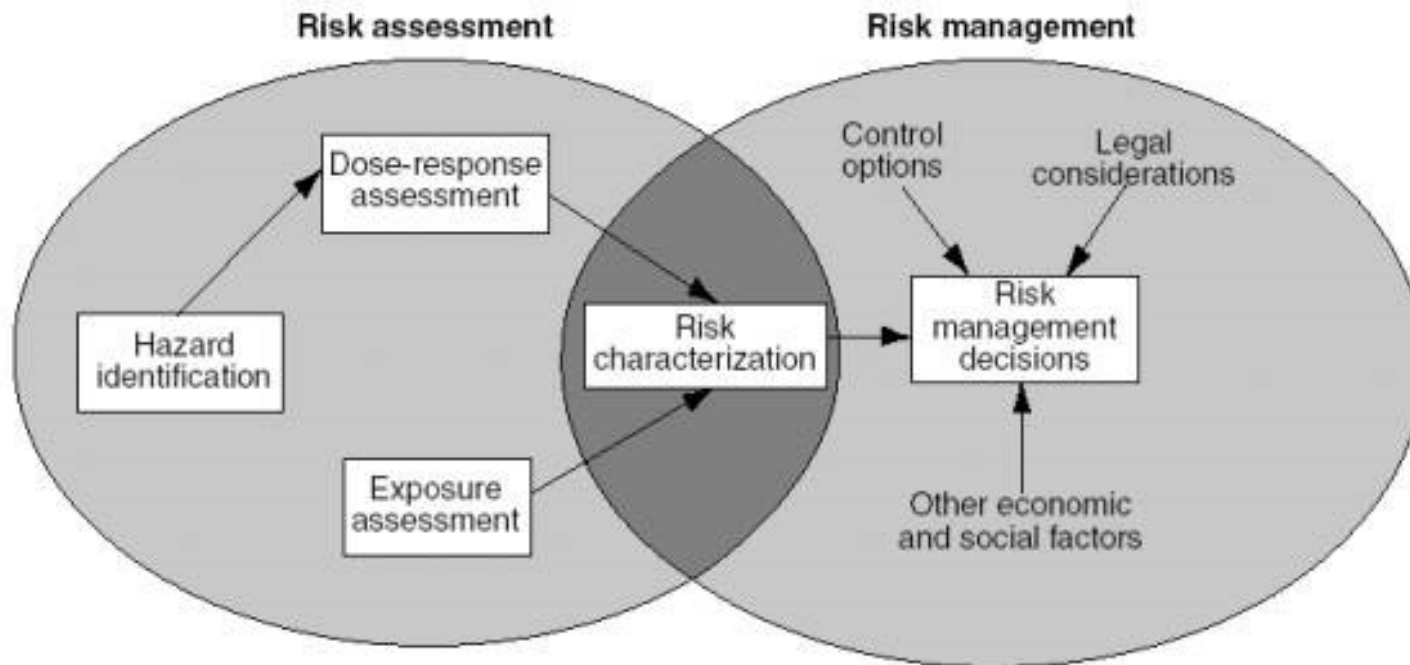 Risk assessment
Risk management
Dose-response
assessment
Control
options
Legal
considerations
Hazard
identification
Risk
characterization
Risk
management
decisions
Exposure
assessment
Other economic
and social factors